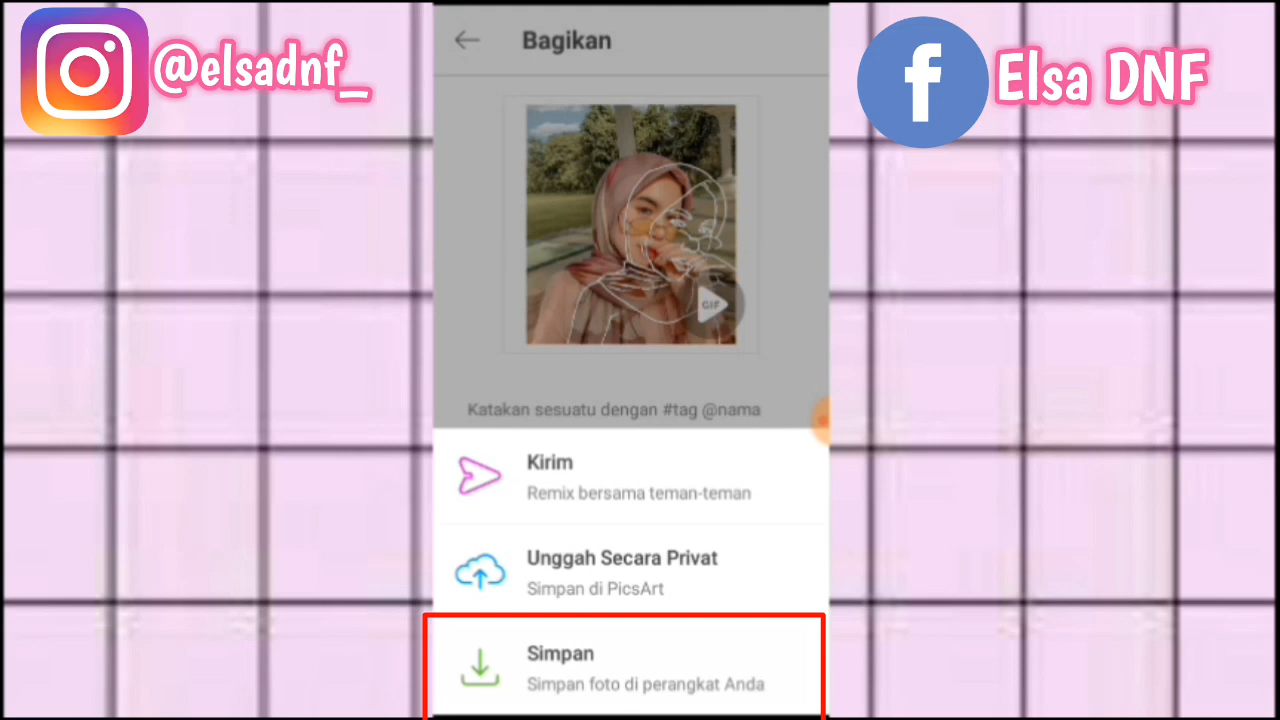 @elsadnf_
Elsa DNF
Bagikan
GIF
Katakan sesuatu dengan #tag @nama
Kirim
Remix bersama teman-teman
Unggah Secara Privat
Simpan di PicsArt
Simpan
Simpan foto di perangkat Anda